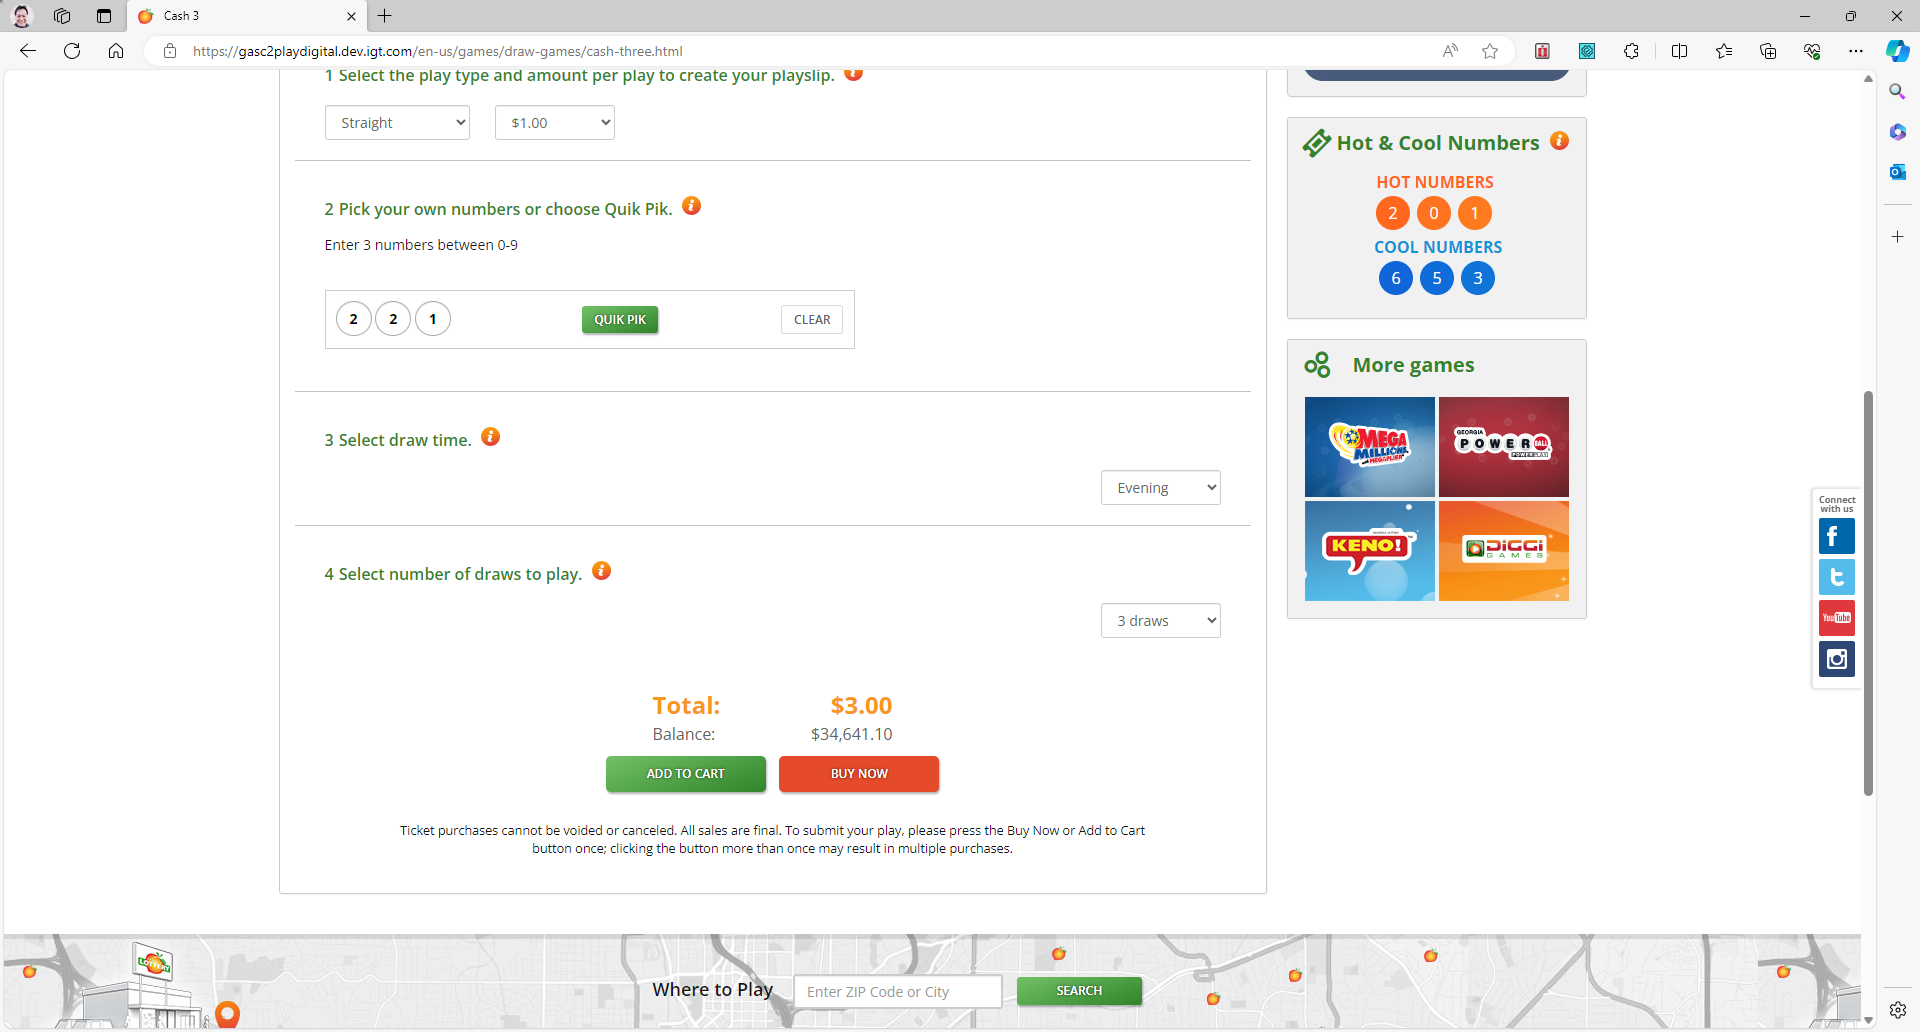 Cash 3
https://gasc2playdigital.dev.igt.com/en-us/games/draw-games/cash-three.html
1 Select the play type and amount per play to create your playslip.
Straight
$1.00
2 Pick your own numbers or choose Quik Pik.
Enter 3 numbers between 0-9
2 2 1
QUIK PIK
CLEAR
3 Select draw time.
Evening
4 Select number of draws to play.
3 draws
Total: $3.00
Balance: $34,641.10
ADD TO CART
BUY NOW
Ticket purchases cannot be voided or canceled. All sales are final. To submit your play, please press the Buy Now or Add to Cart
button once; clicking the button more than once may result in multiple purchases.
Hot & Cool Numbers
HOT NUMBERS
2 0 1
COOL NUMBERS
6 5 3
More games
MEGA
MILLIONS
MEGAPLIER
GEORGIA
POWERBALL
POWER PLAY
KENO!
DiGGi
GAMES
Connect
with us
YouTube
LOTTERY
Where to Play
Enter ZIP Code or City
SEARCH